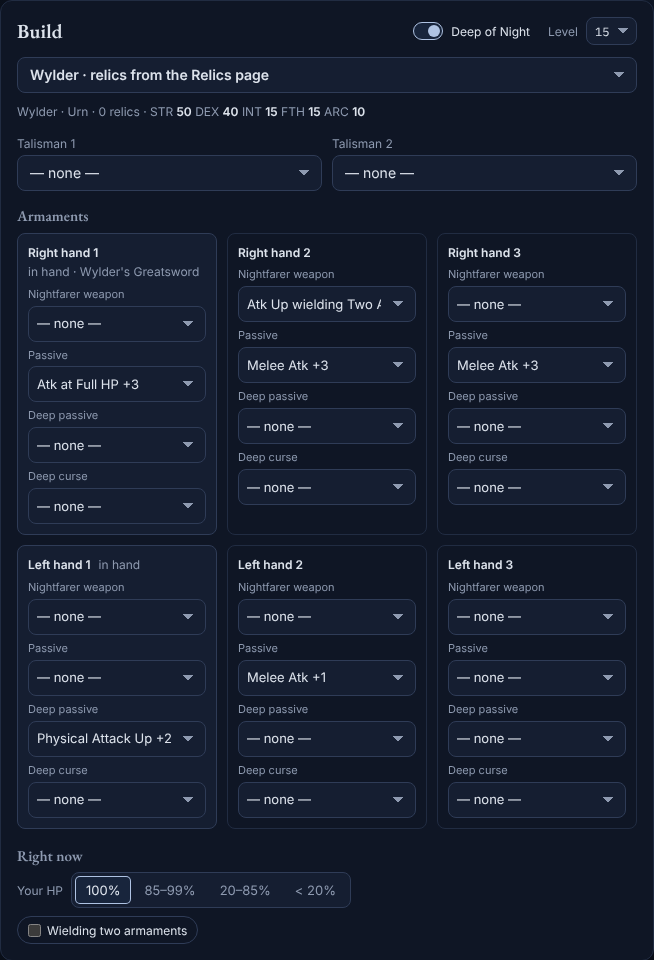 Build
Deep of Night
Level
15
Wylder · relics from the Relics page
Wylder · Urn · 0 relics · STR 50 DEX 40 INT 15 FTH 15 ARC 10
Talisman 1
Talisman 2
— none —
— none —
Armaments
Right hand 1
in hand · Wylder's Greatsword
Nightfarer weapon
— none —
Passive
Atk at Full HP +3
Deep passive
— none —
Deep curse
— none —
Right hand 2
Nightfarer weapon
Atk Up wielding Two
Passive
Melee Atk +3
Deep passive
— none —
Deep curse
— none —
Right hand 3
Nightfarer weapon
— none —
Passive
Melee Atk +3
Deep passive
— none —
Deep curse
— none —
Left hand 1 in hand
Nightfarer weapon
— none —
Passive
— none —
Deep passive
Physical Attack Up +2
Deep curse
— none —
Left hand 2
Nightfarer weapon
— none —
Passive
Melee Atk +1
Deep passive
— none —
Deep curse
— none —
Left hand 3
Nightfarer weapon
— none —
Passive
— none —
Deep passive
— none —
Deep curse
— none —
Right now
Your HP
100%
85–99%
20–85%
< 20%
Wielding two armaments